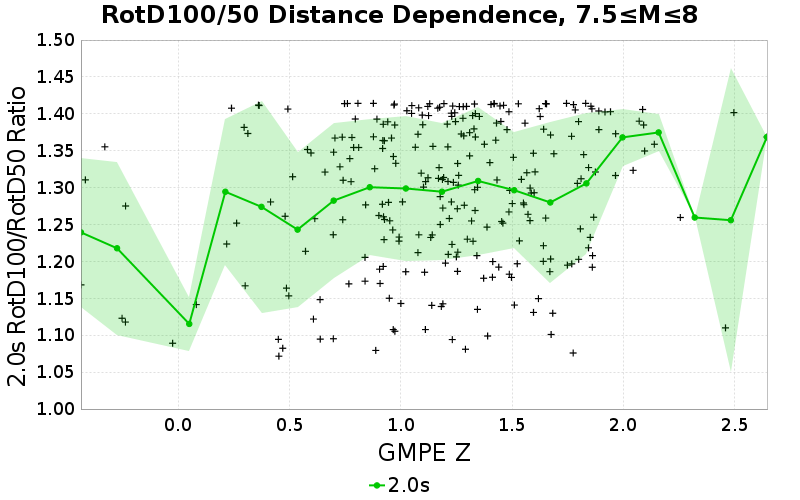 RotD100/50 Distance Dependence, 7.5≤M≤8
2.0s RotD100/RotD50 Ratio
1.50
1.45
1.40
1.35
1.30
1.25
1.20
1.15
1.10
1.05
1.00
0.0 0.5 1.0 1.5 2.0 2.5
GMPE Z
2.0s